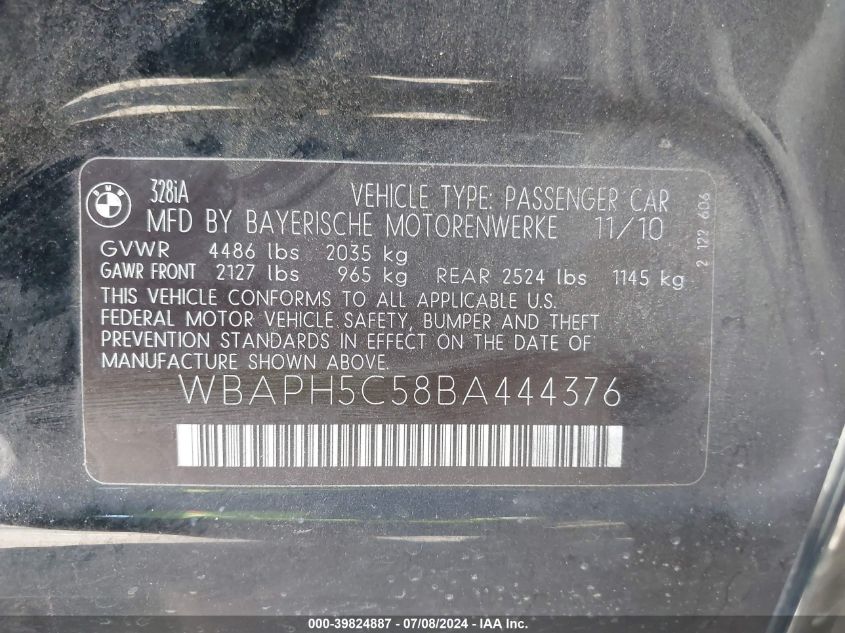 BMW
328iA
VEHICLE TYPE: PASSENGER CAR
MFD BY BAYERISCHE MOTORENWERKE 11/10
GVWR 4486 lbs 2035 kg
GAWR FRONT 2127 lbs 965 kg REAR 2524 lbs 1145 kg
THIS VEHICLE CONFORMS TO ALL APPLICABLE U.S.
FEDERAL MOTOR VEHICLE SAFETY, BUMPER AND THEFT
PREVENTION STANDARDS IN EFFECT ON THE DATE OF
MANUFACTURE SHOWN ABOVE.
WBAPH5C58BA444376
2 122 606
000-39824887 - 07/08/2024 - IAAI, Inc.